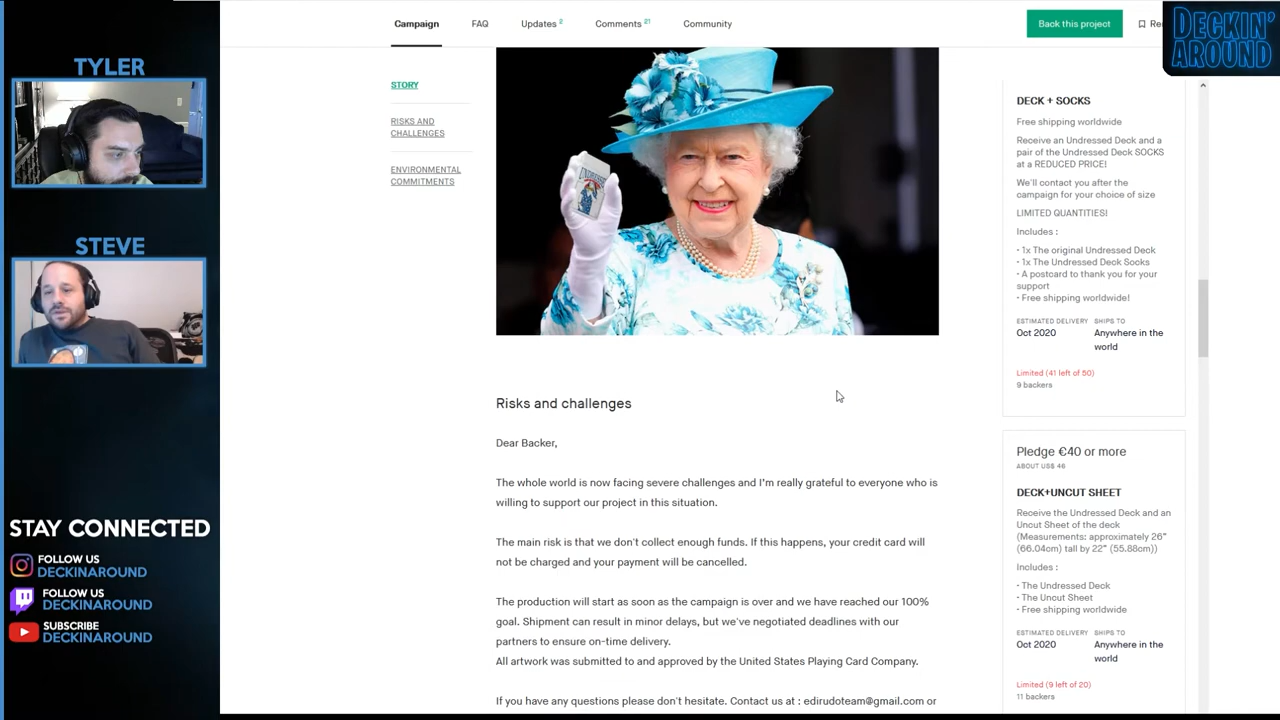 TYLER
STEVE
STAY CONNECTED
FOLLOW US
DECKINAROUND
FOLLOW US
DECKINAROUND
SUBSCRIBE
DECKINAROUND
Campaign
FAQ
Updates 2
Comments 21
Community
Back this project
DECKIN'
AROUND
STORY
RISKS AND
CHALLENGES
ENVIRONMENTAL
COMMITMENTS
UNDRESSED
Risks and challenges
Dear Backer,
The whole world is now facing severe challenges and I'm really grateful to everyone who is
willing to support our project in this situation.
The main risk is that we don't collect enough funds. If this happens, your credit card will
not be charged and your payment will be cancelled.
The production will start as soon as the campaign is over and we have reached our 100%
goal. Shipment can result in minor delays, but we've negotiated deadlines with our
partners to ensure on-time delivery.
All artwork was submitted to and approved by the United States Playing Card Company.
If you have any questions please don't hesitate. Contact us at : edirudoteam@gmail.com or
DECK + SOCKS
Free shipping worldwide
Receive an Undressed Deck and a
pair of the Undressed Deck SOCKS
at a REDUCED PRICE!
We'll contact you after the
campaign for your choice of size
LIMITED QUANTITIES!
Includes :
• 1x The original Undressed Deck
• 1x The Undressed Deck Socks
• A postcard to thank you for your
support
• Free shipping worldwide!
ESTIMATED DELIVERY SHIPS TO
Oct 2020 Anywhere in the
world
Limited (41 left of 50)
9 backers
Pledge €40 or more
ABOUT US$ 46
DECK+UNCUT SHEET
Receive the Undressed Deck and an
Uncut Sheet of the deck
(Measurements: approximately 26"
(66.04cm) tall by 22" (55.88cm))
Includes :
• The Undressed Deck
• The Uncut Sheet
• Free shipping worldwide
ESTIMATED DELIVERY SHIPS TO
Oct 2020 Anywhere in the
world
Limited (9 left of 20)
11 backers